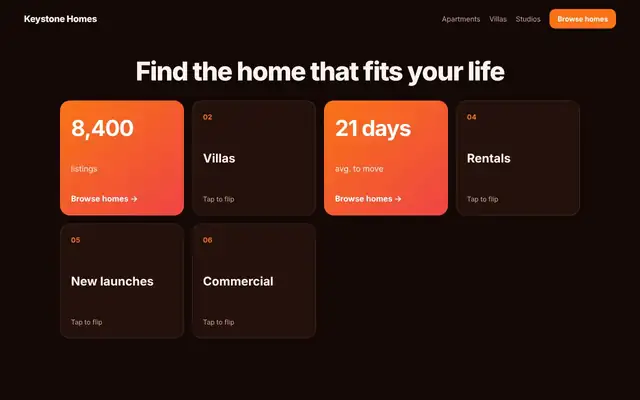 Keystone Homes
Apartments Villas Studios Browse homes
Find the home that fits your life
8,400
listings
Browse homes →
02
Villas
Tap to flip
21 days
avg. to move
Browse homes →
04
Rentals
Tap to flip
05
New launches
Tap to flip
06
Commercial
Tap to flip